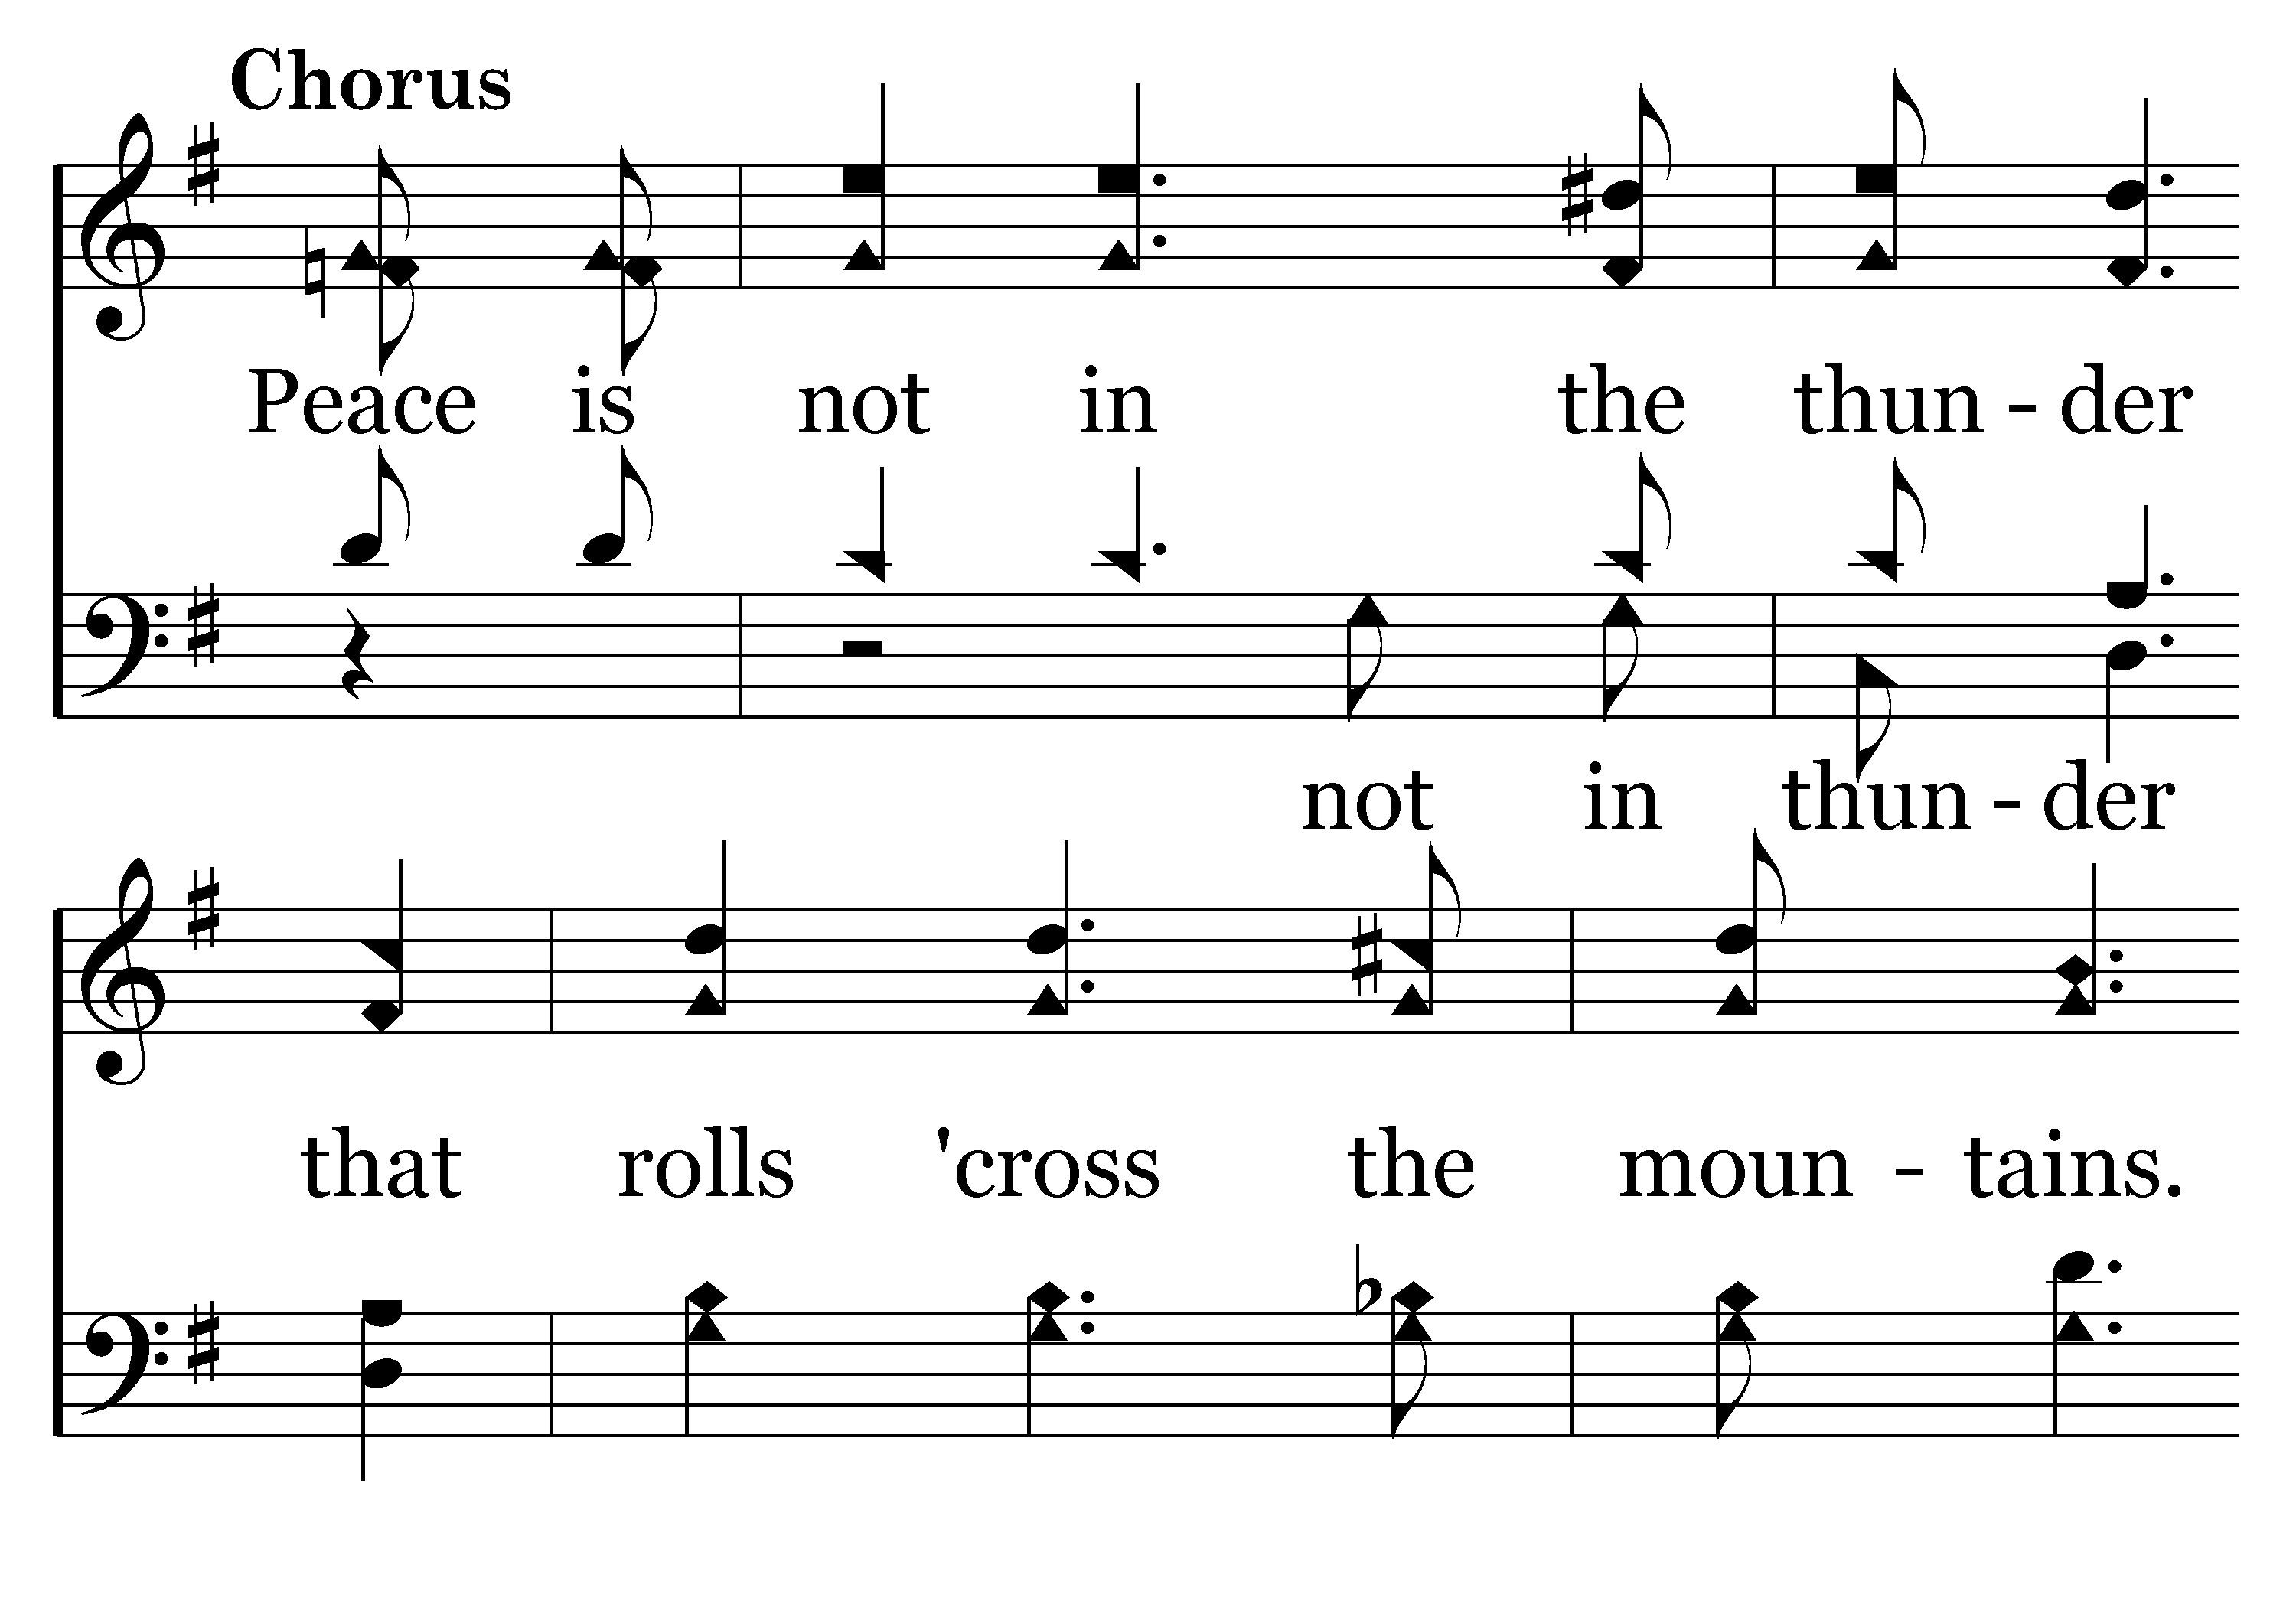 Chorus
Peace is not in the thun - der
not in thun - der
that rolls 'cross the moun - tains.